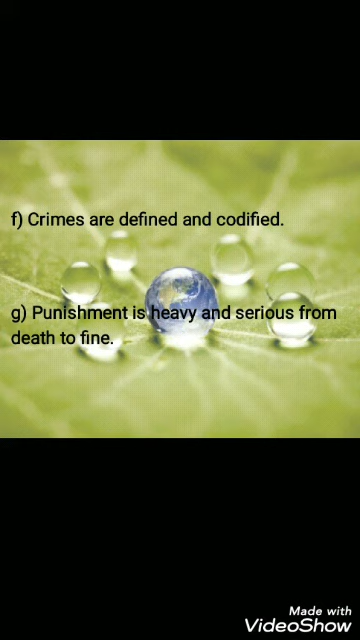 f) Crimes are defined and codified.
g) Punishment is heavy and serious from
death to fine.
Made with
VideoShow